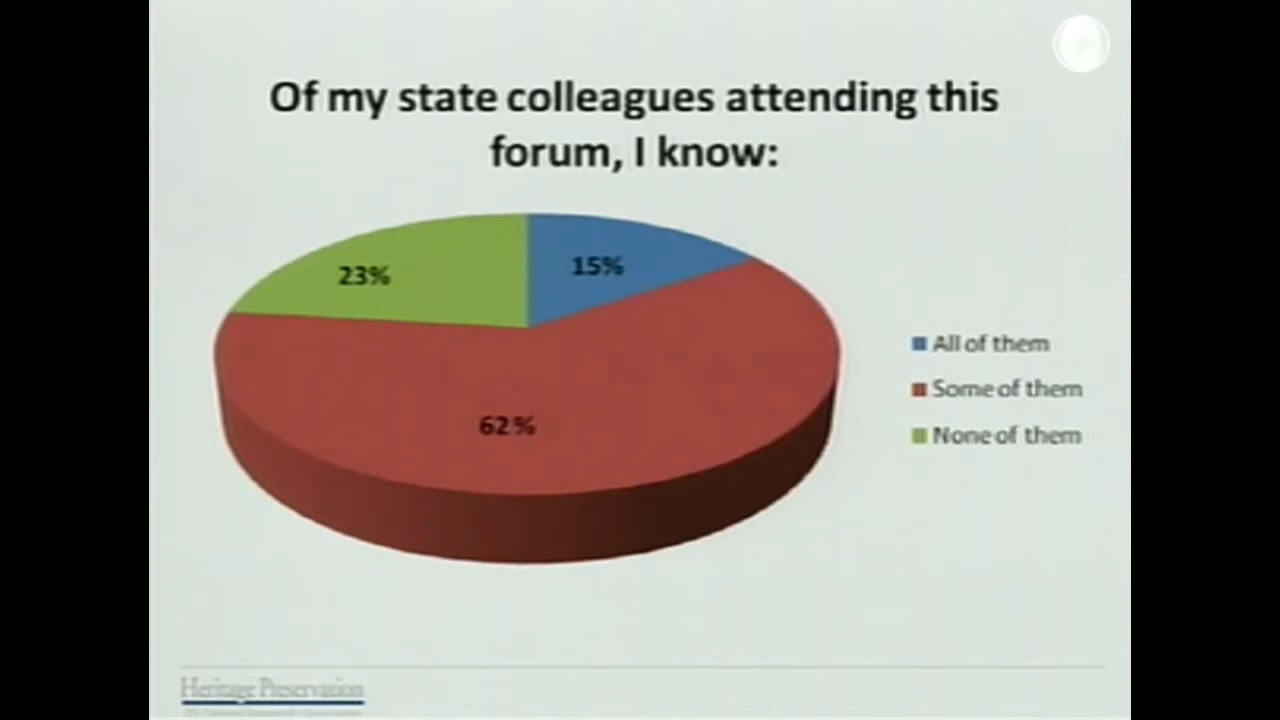 Of my state colleagues attending this
forum, I know:
23%
15%
62%
All of them
Some of them
None of them
Heritage Preservation